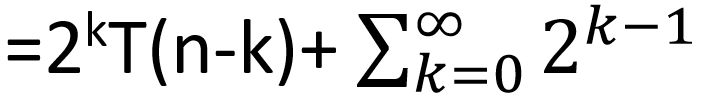 =2ᵏT(n-k)+ ∑_{k=0}^{∞} 2^{k−1}